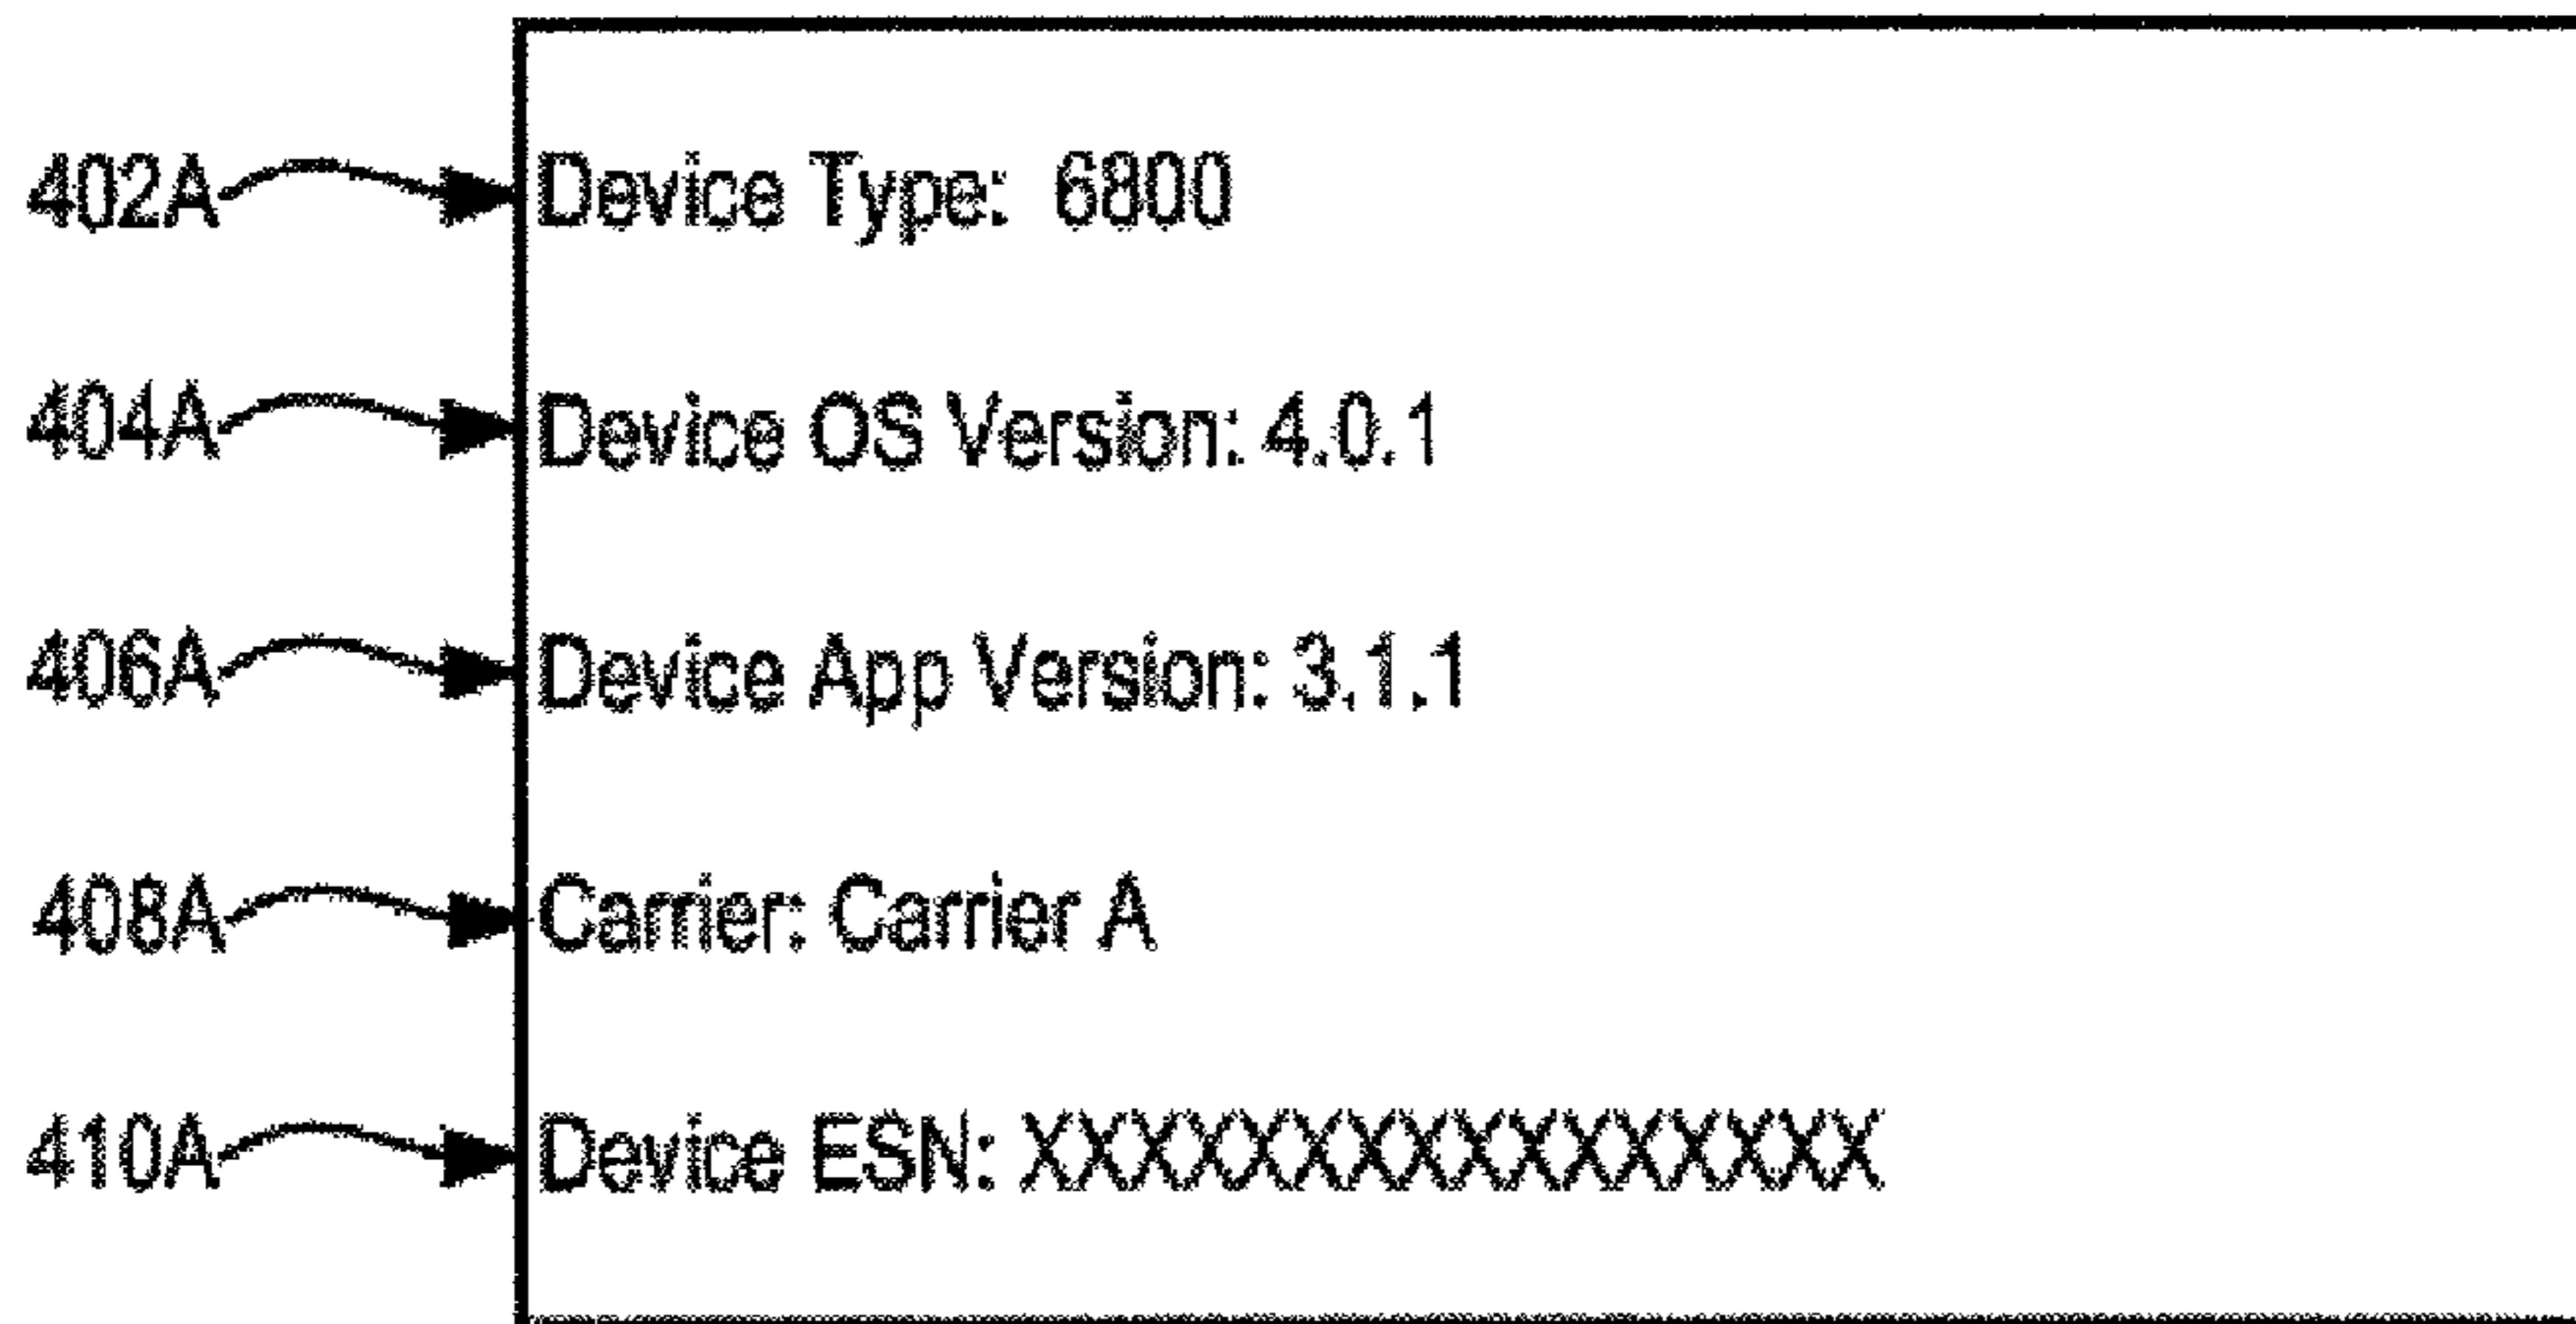 402A Device Type: 6800
404A Device OS Version: 4.0.1
406A Device App Version: 3.1.1
408A Carrier: Carrier A
410A Device ESN: XXXXXXXXXXXXXXXX